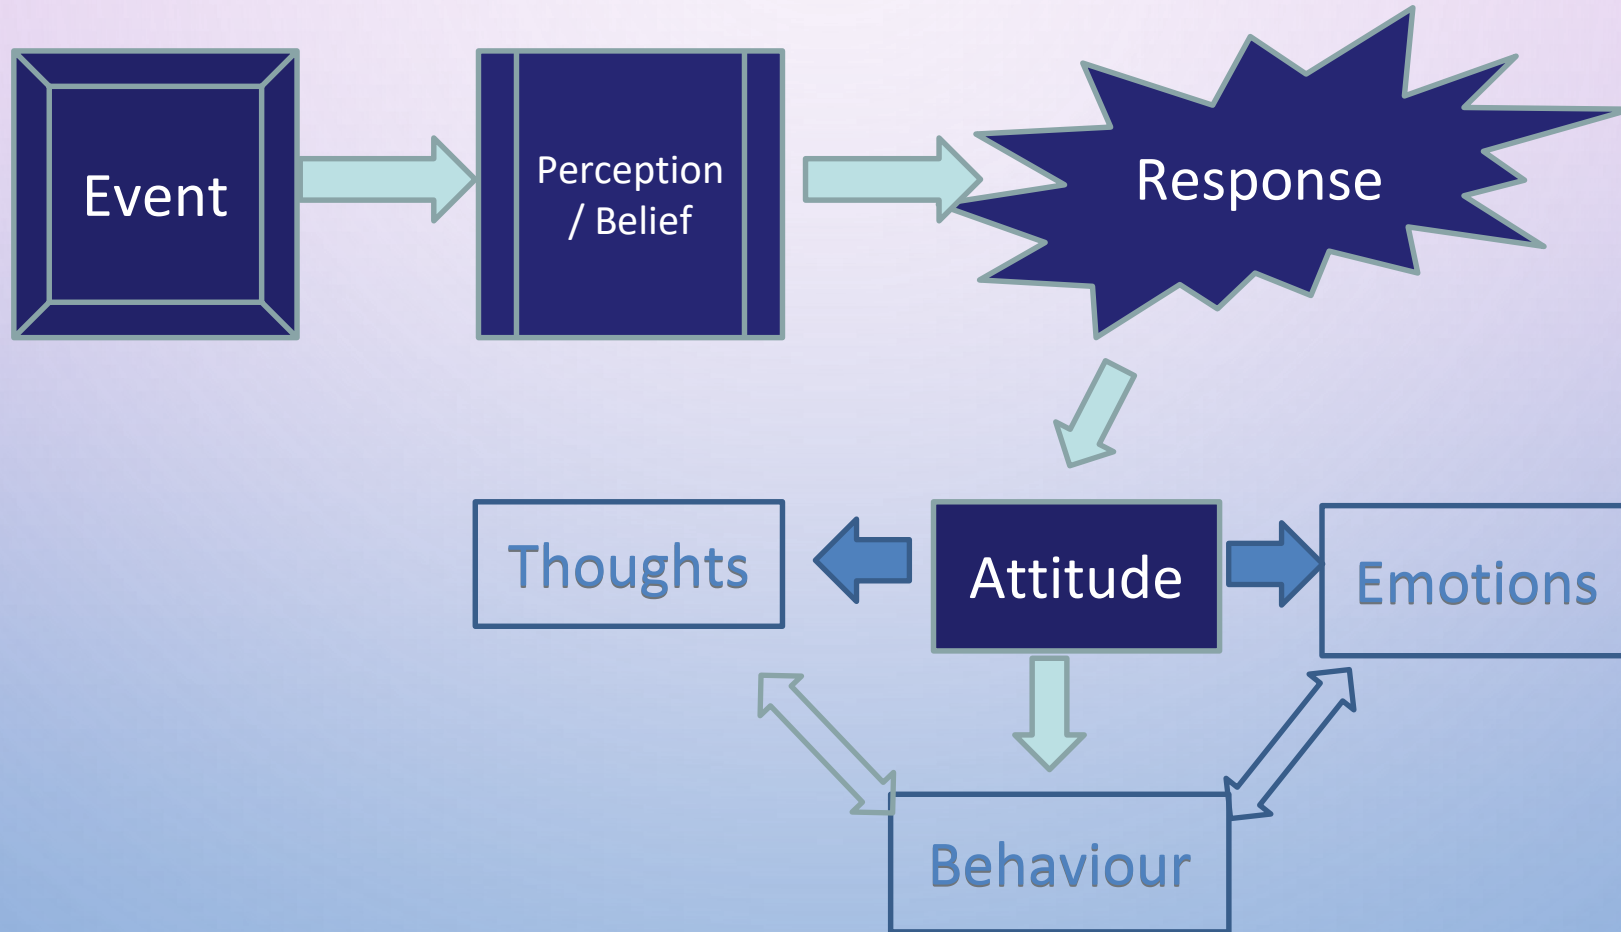 Event
Perception
/ Belief
Response
Thoughts
Attitude
Emotions
Behaviour